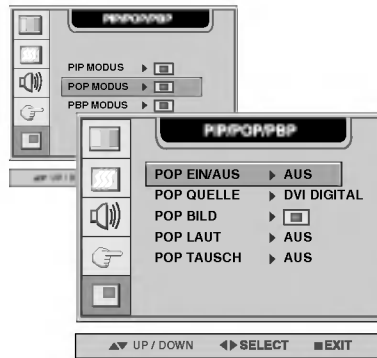 PIP/POP/PBP
PIP MODUS
POP MODUS
PBP MODUS
PIP/POP/PBP
POP EIN/AUS AUS
POP QUELLE DVI DIGITAL
POP BILD
POP LAUT AUS
POP TAUSCH AUS
UP / DOWN SELECT EXIT